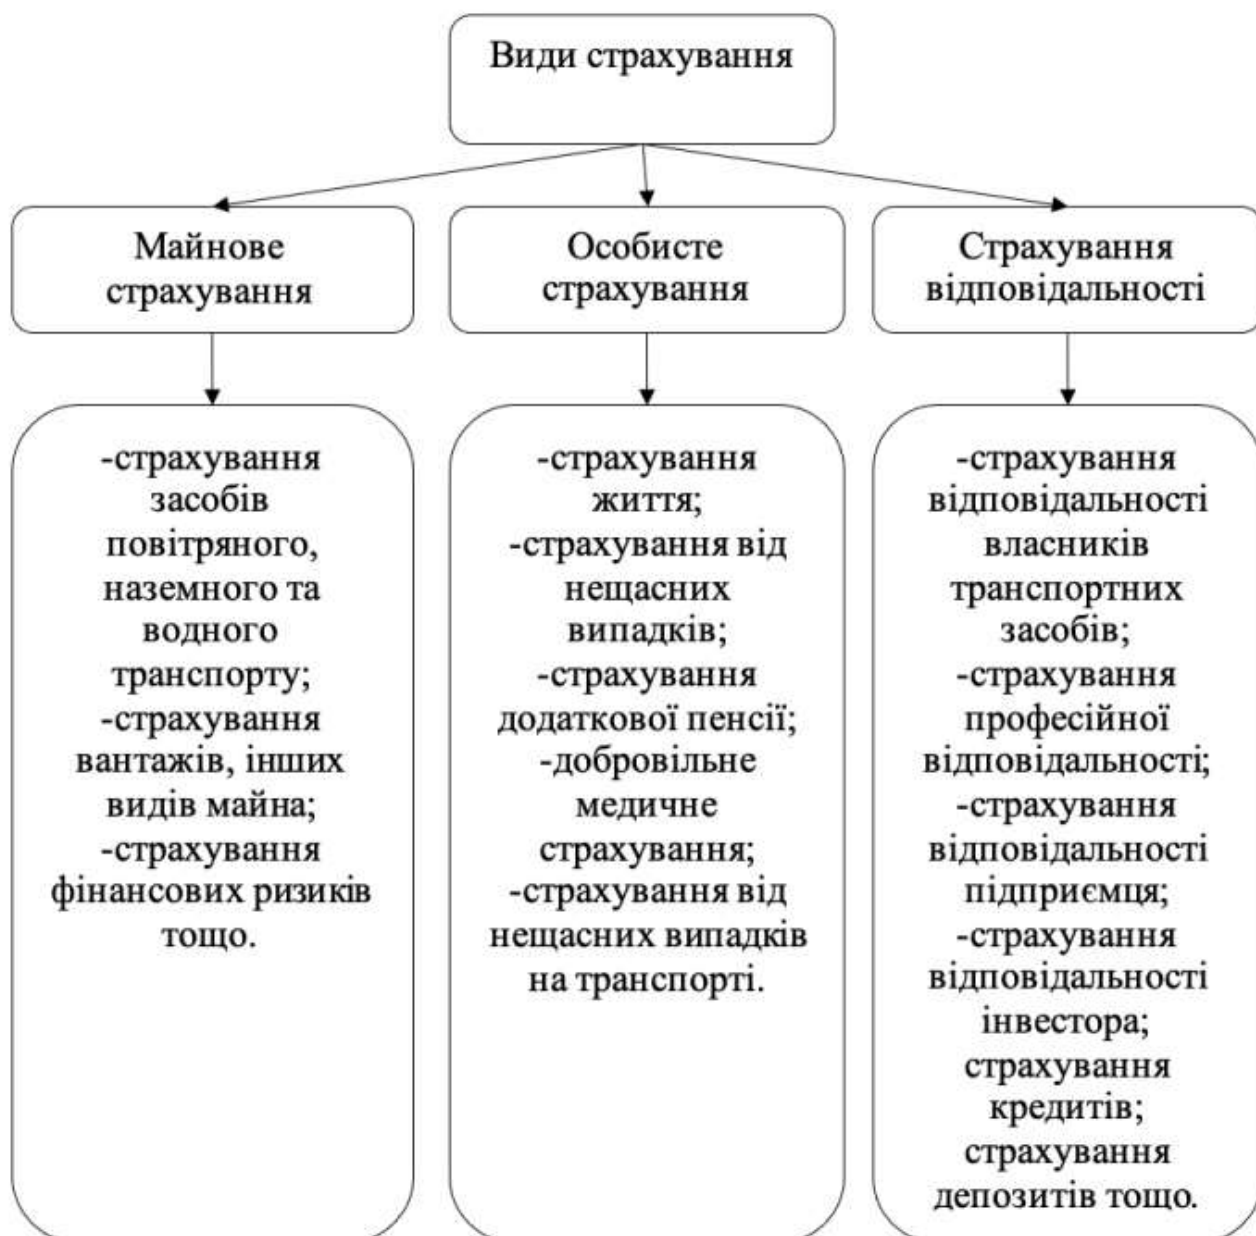 Види страхування
Майнове
страхування
Особисте
страхування
Страхування
відповідальності
-страхування
засобів
повітряного,
наземного та
водного
транспорту;
-страхування
вантажів, інших
видів майна;
-страхування
фінансових ризиків
тощо.
-страхування
життя;
-страхування від
нещасних
випадків;
-страхування
додаткової пенсії;
-добровільне
медичне
страхування;
-страхування від
нещасних випадків
на транспорті.
-страхування
відповідальності
власників
транспортних
засобів;
-страхування
професійної
відповідальності;
-страхування
відповідальності
підприємця;
-страхування
відповідальності
інвестора;
страхування
кредитів;
страхування
депозитів тощо.